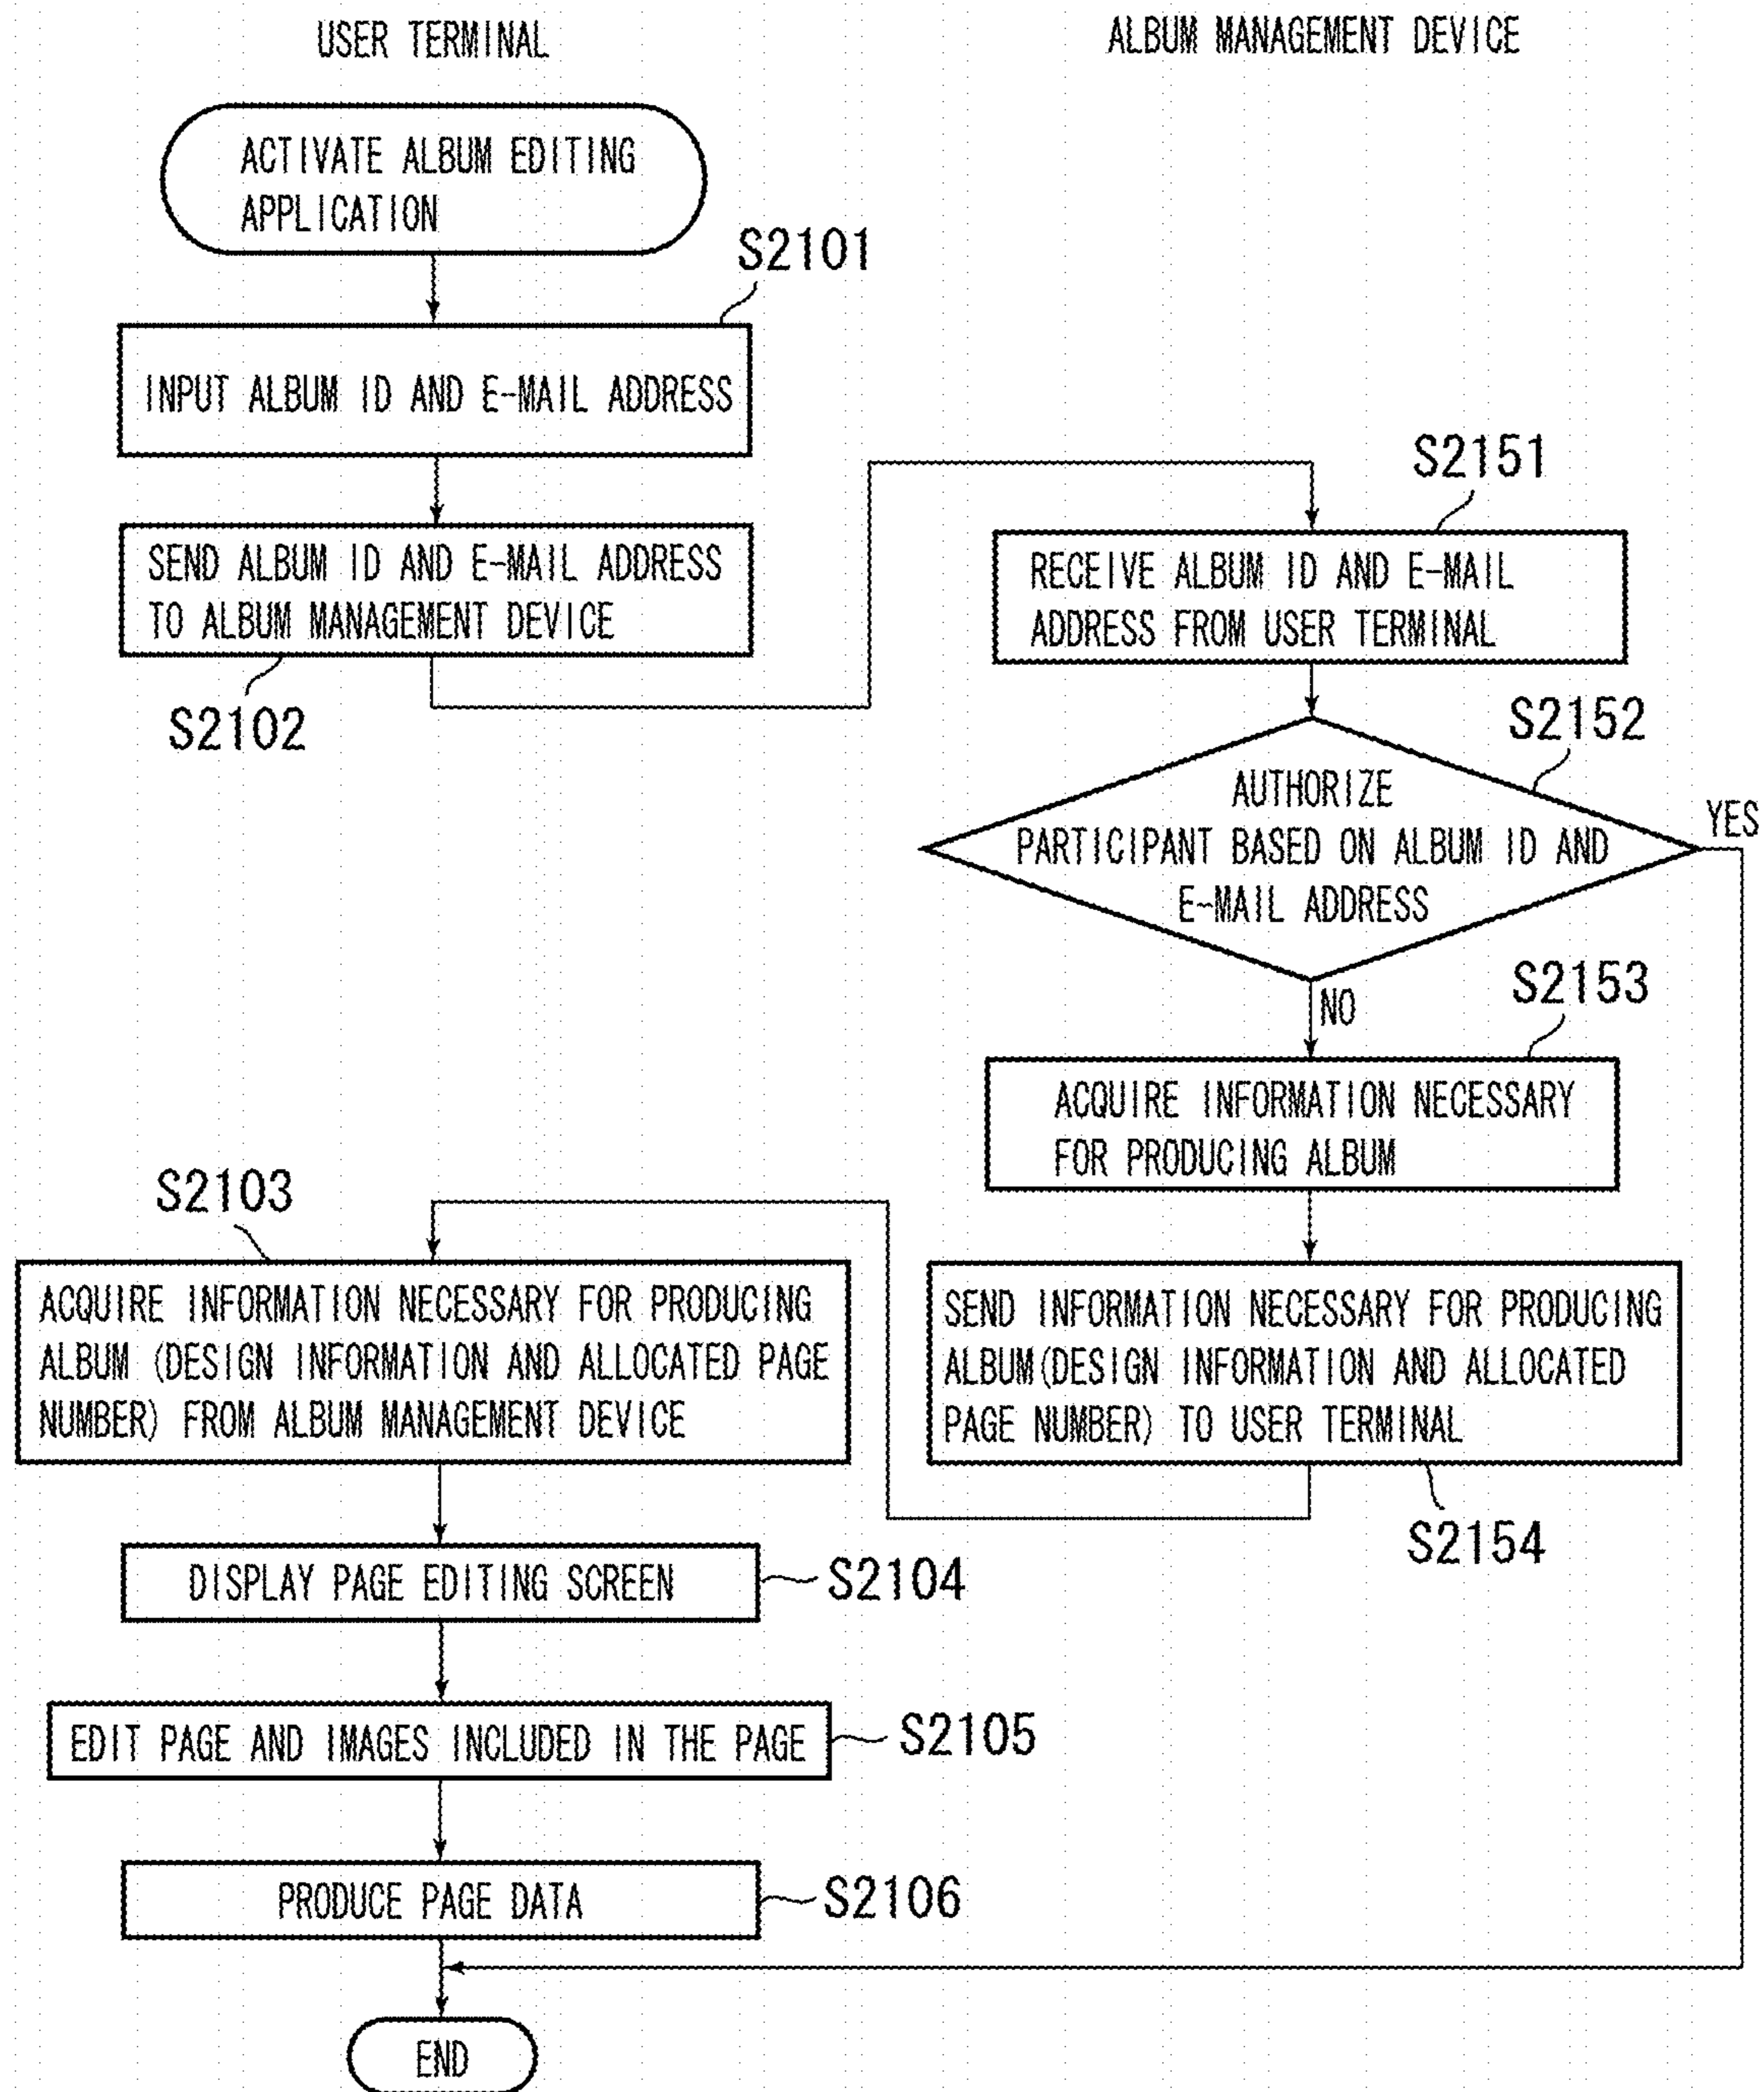 USER TERMINAL
ALBUM MANAGEMENT DEVICE
ACTIVATE ALBUM EDITING
APPLICATION
S2101
INPUT ALBUM ID AND E-MAIL ADDRESS
SEND ALBUM ID AND E-MAIL ADDRESS
TO ALBUM MANAGEMENT DEVICE
S2102
S2151
RECEIVE ALBUM ID AND E-MAIL
ADDRESS FROM USER TERMINAL
S2152
AUTHORIZE
PARTICIPANT BASED ON ALBUM ID AND
E-MAIL ADDRESS
YES
NO
S2153
ACQUIRE INFORMATION NECESSARY
FOR PRODUCING ALBUM
SEND INFORMATION NECESSARY FOR PRODUCING
ALBUM(DESIGN INFORMATION AND ALLOCATED
PAGE NUMBER) TO USER TERMINAL
S2154
S2103
ACQUIRE INFORMATION NECESSARY FOR PRODUCING
ALBUM (DESIGN INFORMATION AND ALLOCATED PAGE
NUMBER) FROM ALBUM MANAGEMENT DEVICE
DISPLAY PAGE EDITING SCREEN
S2104
EDIT PAGE AND IMAGES INCLUDED IN THE PAGE
S2105
PRODUCE PAGE DATA
S2106
END